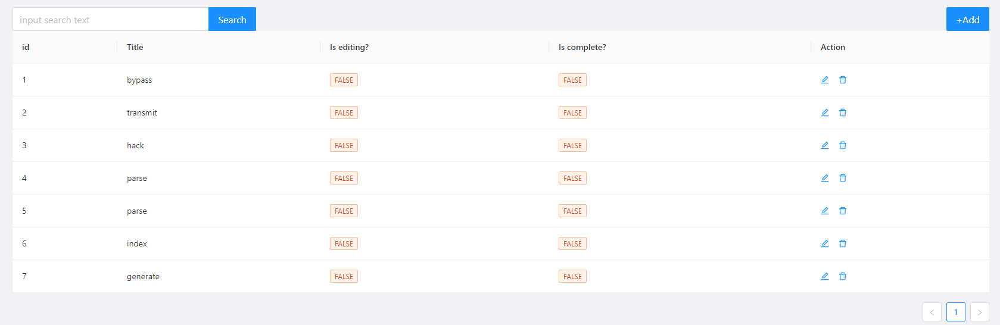 input search text Search +Add
id Title Is editing? Is complete? Action
1 bypass FALSE FALSE
2 transmit FALSE FALSE
3 hack FALSE FALSE
4 parse FALSE FALSE
5 parse FALSE FALSE
6 index FALSE FALSE
7 generate FALSE FALSE
< 1 >